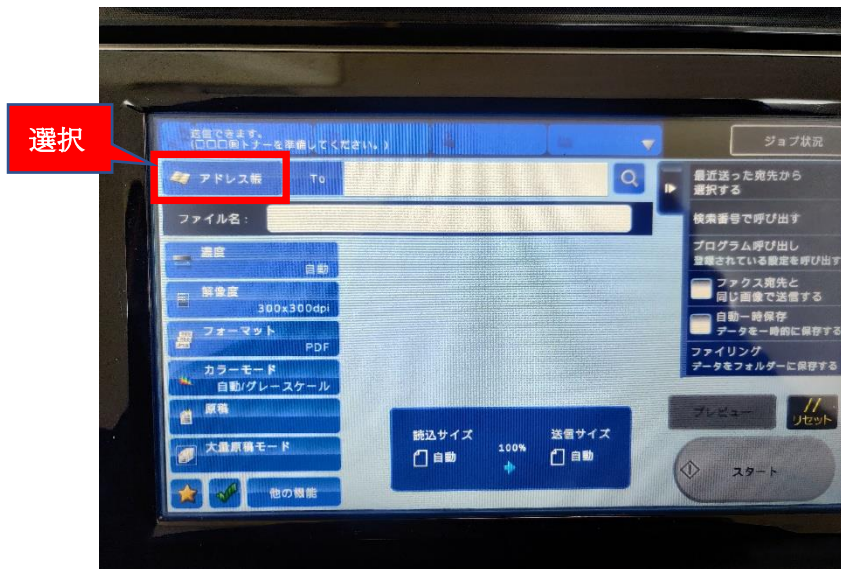 選択
送信できます。
(□□□回トナーを準備してください。)
ジョブ状況
アドレス帳
To
最近送った宛先から
選択する
ファイル名:
検索番号で呼び出す
プログラム呼び出し
登録されている設定を呼び出す
濃度
自動
ファクス宛先と
同じ画像で送信する
解像度
300x300dpi
自動一時保存
データを一時的に保存する
フォーマット
PDF
ファイリング
データをフォルダーに保存する
カラーモード
自動/グレースケール
原稿
プレビュー
リセット
読込サイズ
自動
100%
送信サイズ
自動
大量原稿モード
スタート
他の機能